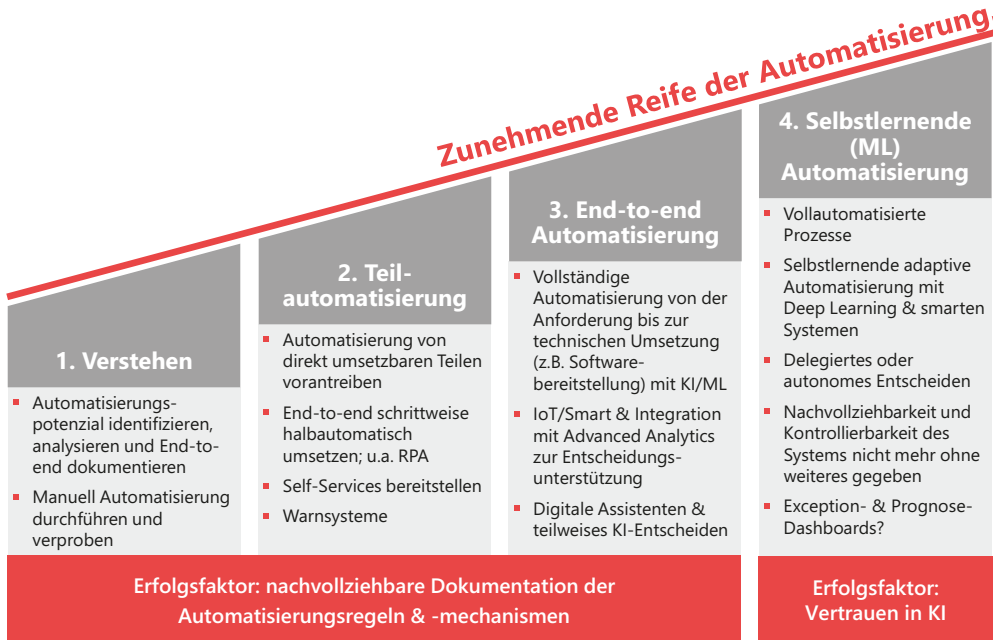 Zunehmende Reife der Automatisierung
1. Verstehen
▪ Automatisierungs-
potenzial identifizieren,
analysieren und End-to-
end dokumentieren
▪ Manuell Automatisierung
durchführen und
verproben
2. Teil-
automatisierung
▪ Automatisierung von
direkt umsetzbaren Teilen
vorantreiben
▪ End-to-end schrittweise
halbautomatisch
umsetzen; u.a. RPA
▪ Self-Services bereitstellen
▪ Warnsysteme
3. End-to-end
Automatisierung
▪ Vollständige
Automatisierung von der
Anforderung bis zur
technischen Umsetzung
(z.B. Software-
bereitstellung) mit KI/ML
▪ IoT/Smart & Integration
mit Advanced Analytics
zur Entscheidungs-
unterstützung
▪ Digitale Assistenten &
teilweises KI-Entscheiden
4. Selbstlernende
(ML)
Automatisierung
▪ Vollautomatisierte
Prozesse
▪ Selbstlernende adaptive
Automatisierung mit
Deep Learning & smarten
Systemen
▪ Delegiertes oder
autonomes Entscheiden
▪ Nachvollziehbarkeit und
Kontrollierbarkeit des
Systems nicht mehr ohne
weiteres gegeben
▪ Exception- & Prognose-
Dashboards?
Erfolgsfaktor: nachvollziehbare Dokumentation der
Automatisierungsregeln & -mechanismen
Erfolgsfaktor:
Vertrauen in KI